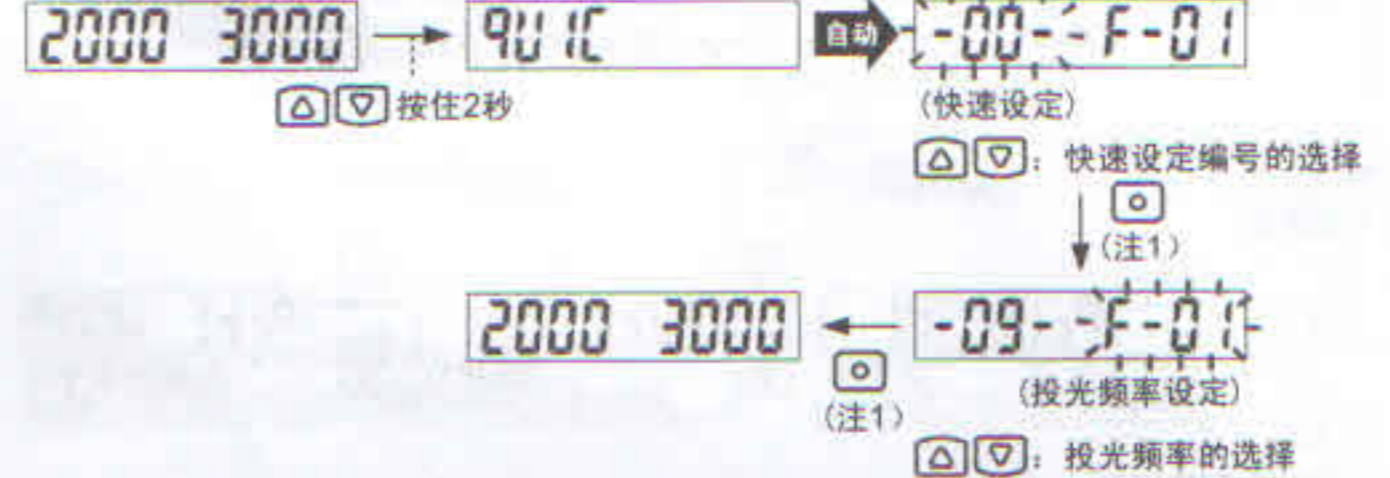 2000 3000 qUIC 自动 -00- F-01
按住2秒
(快速设定)
：快速设定编号的选择
(注1)
2000 3000 -09- F-01
(注1)
(投光频率设定)
：投光频率的选择